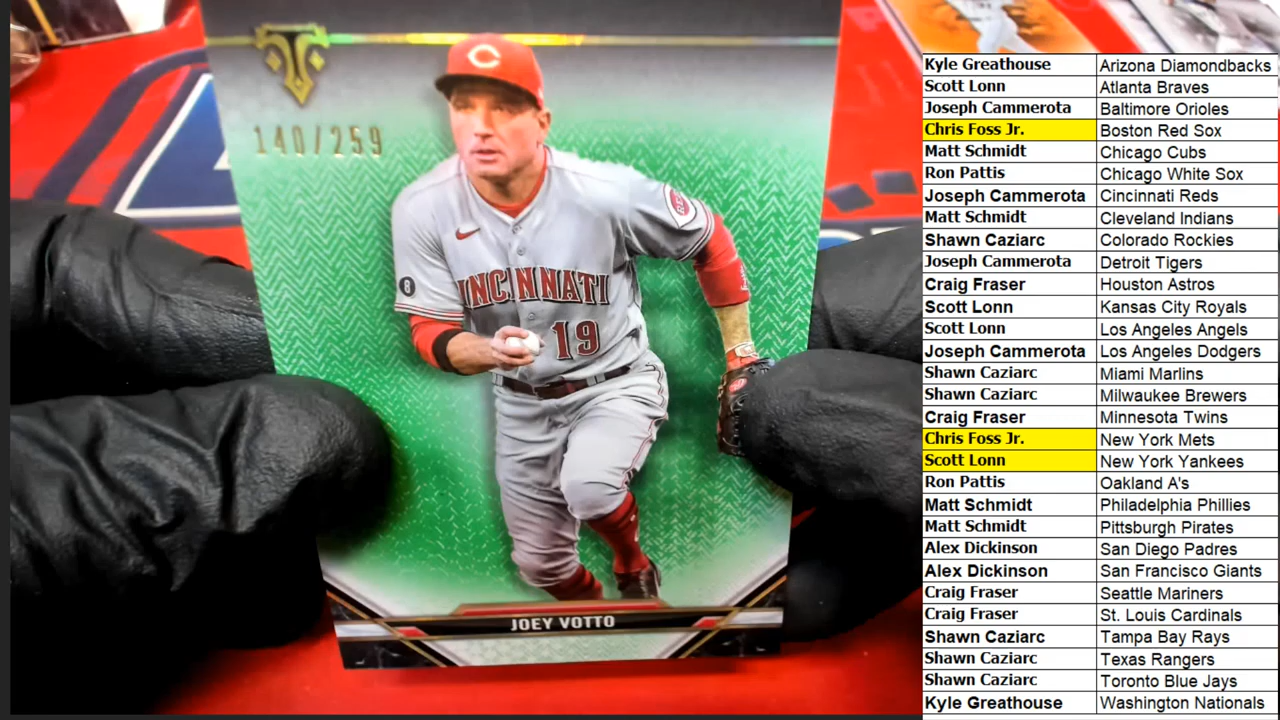 140/259
C
REDS
8
CINCINNATI
19
JOEY VOTTO
Kyle Greathouse Arizona Diamondbacks
Scott Lonn Atlanta Braves
Joseph Cammerota Baltimore Orioles
Chris Foss Jr. Boston Red Sox
Matt Schmidt Chicago Cubs
Ron Pattis Chicago White Sox
Joseph Cammerota Cincinnati Reds
Matt Schmidt Cleveland Indians
Shawn Caziarc Colorado Rockies
Joseph Cammerota Detroit Tigers
Craig Fraser Houston Astros
Scott Lonn Kansas City Royals
Scott Lonn Los Angeles Angels
Joseph Cammerota Los Angeles Dodgers
Shawn Caziarc Miami Marlins
Shawn Caziarc Milwaukee Brewers
Craig Fraser Minnesota Twins
Chris Foss Jr. New York Mets
Scott Lonn New York Yankees
Ron Pattis Oakland A's
Matt Schmidt Philadelphia Phillies
Matt Schmidt Pittsburgh Pirates
Alex Dickinson San Diego Padres
Alex Dickinson San Francisco Giants
Craig Fraser Seattle Mariners
Craig Fraser St. Louis Cardinals
Shawn Caziarc Tampa Bay Rays
Shawn Caziarc Texas Rangers
Shawn Caziarc Toronto Blue Jays
Kyle Greathouse Washington Nationals